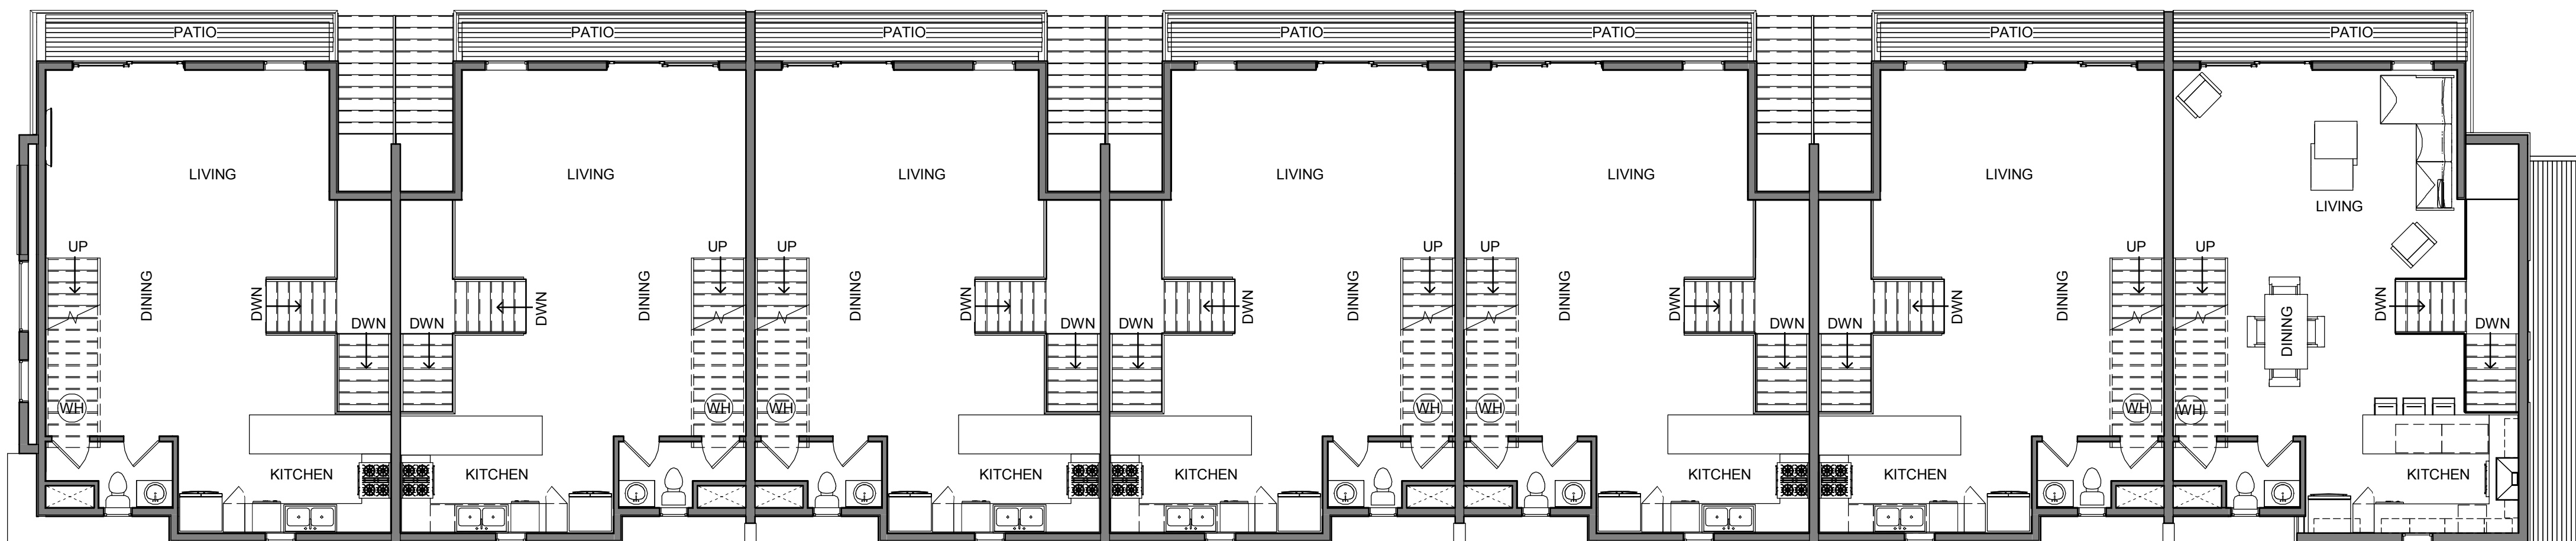 PATIO
PATIO
PATIO
PATIO
PATIO
PATIO
PATIO
LIVING
LIVING
LIVING
LIVING
LIVING
LIVING
LIVING
UP
UP
UP
UP
UP
UP
UP
DINING
DINING
DINING
DINING
DINING
DINING
DINING
DWN
DWN
DWN
DWN
DWN
DWN
DWN
DWN
DWN
DWN
DWN
DWN
DWN
DWN
WH
WH
WH
WH
WH
WH
WH
KITCHEN
KITCHEN
KITCHEN
KITCHEN
KITCHEN
KITCHEN
KITCHEN